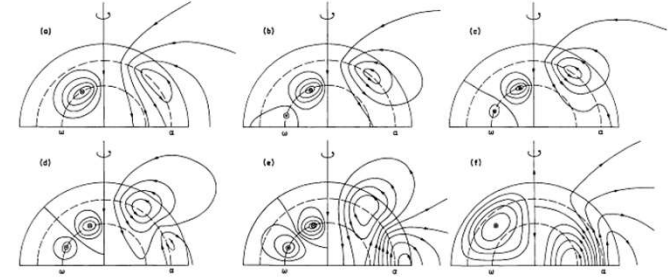 (a) (b) (c)
ω α ω α ω α
(d) (e) (f)
ω α ω α ω α